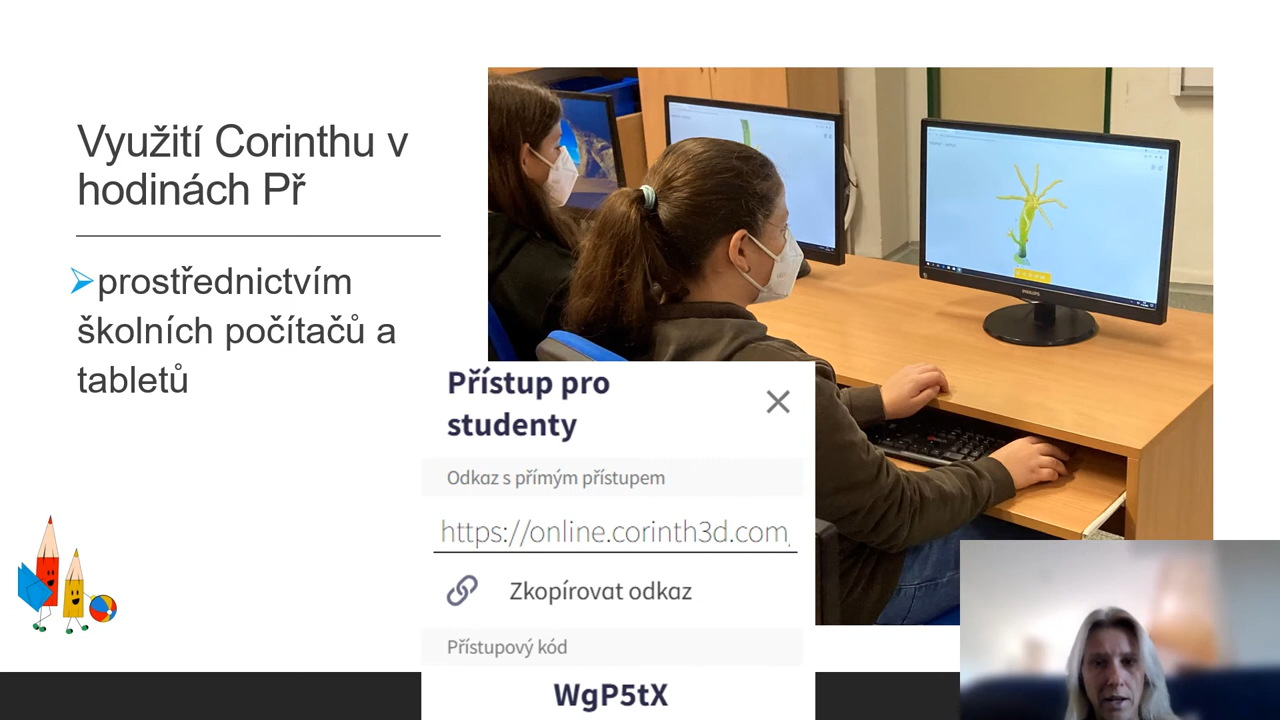 Využití Corinthu v
hodinách Př
prostřednictvím
školních počítačů a
tabletů
Přístup pro
studenty
Odkaz s přímým přístupem
https://online.corinth3d.com
Zkopírovat odkaz
Přístupový kód
WgP5tX
PHILIPS